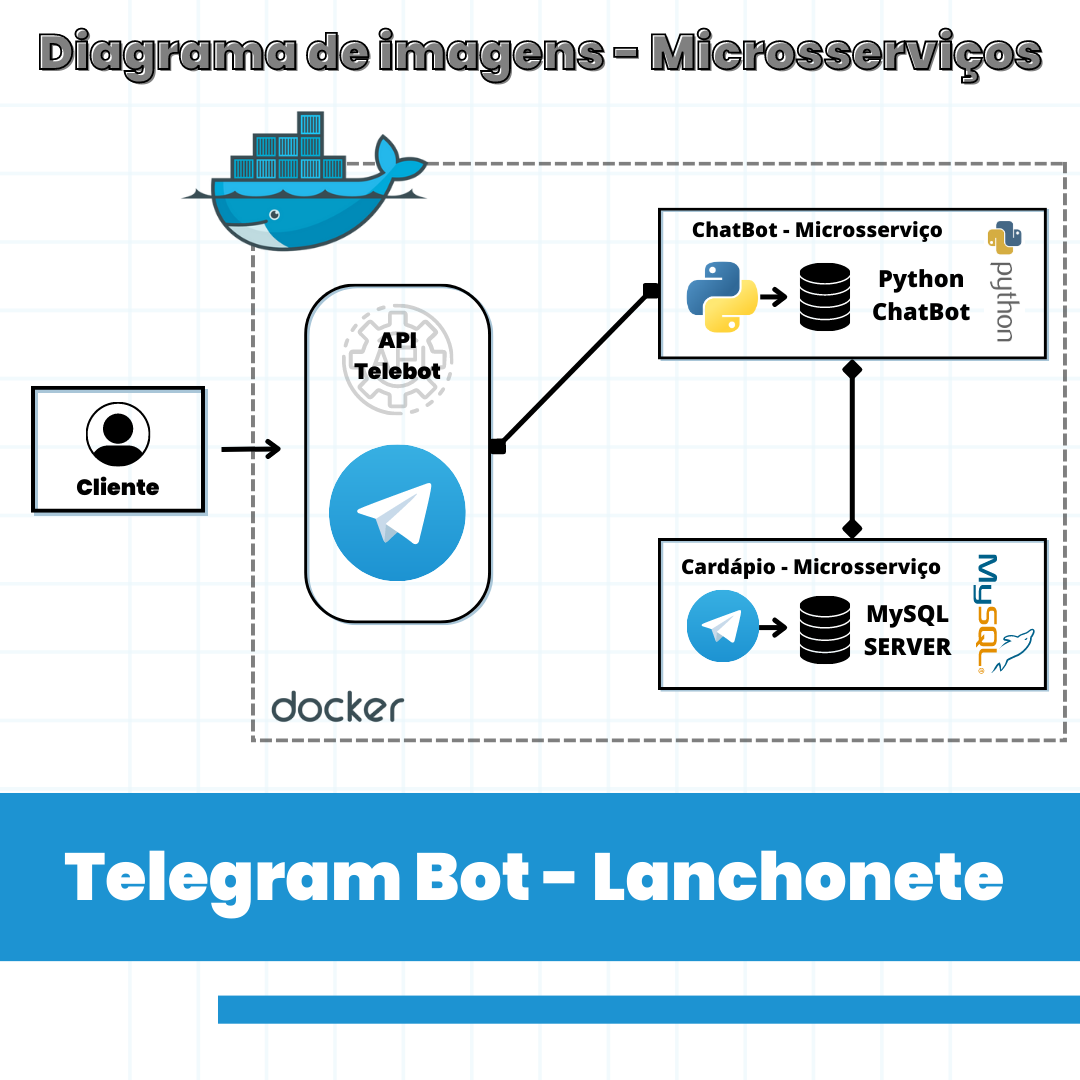 Diagrama de imagens - Microsserviços
ChatBot - Microsserviço
Python
ChatBot
python
API
API
Telebot
Cliente
Cardápio - Microsserviço
MySQL
SERVER
MySQL®
docker
Telegram Bot - Lanchonete